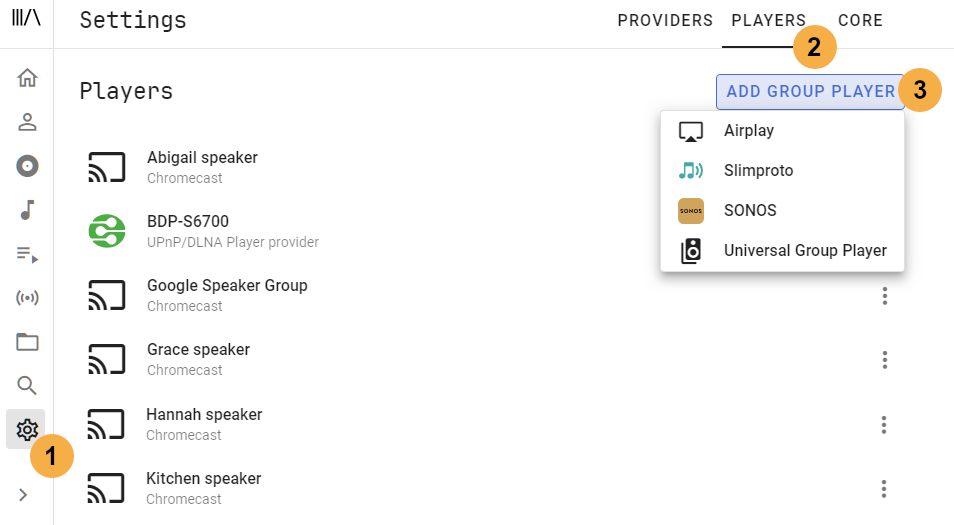 Settings
PROVIDERS PLAYERS CORE
2
Players
ADD GROUP PLAYER 3
Airplay
Slimproto
SONOS SONOS
Universal Group Player
Abigail speaker
Chromecast
BDP-S6700
UPnP/DLNA Player provider
Google Speaker Group
Chromecast
Grace speaker
Chromecast
Hannah speaker
Chromecast
1
Kitchen speaker
Chromecast